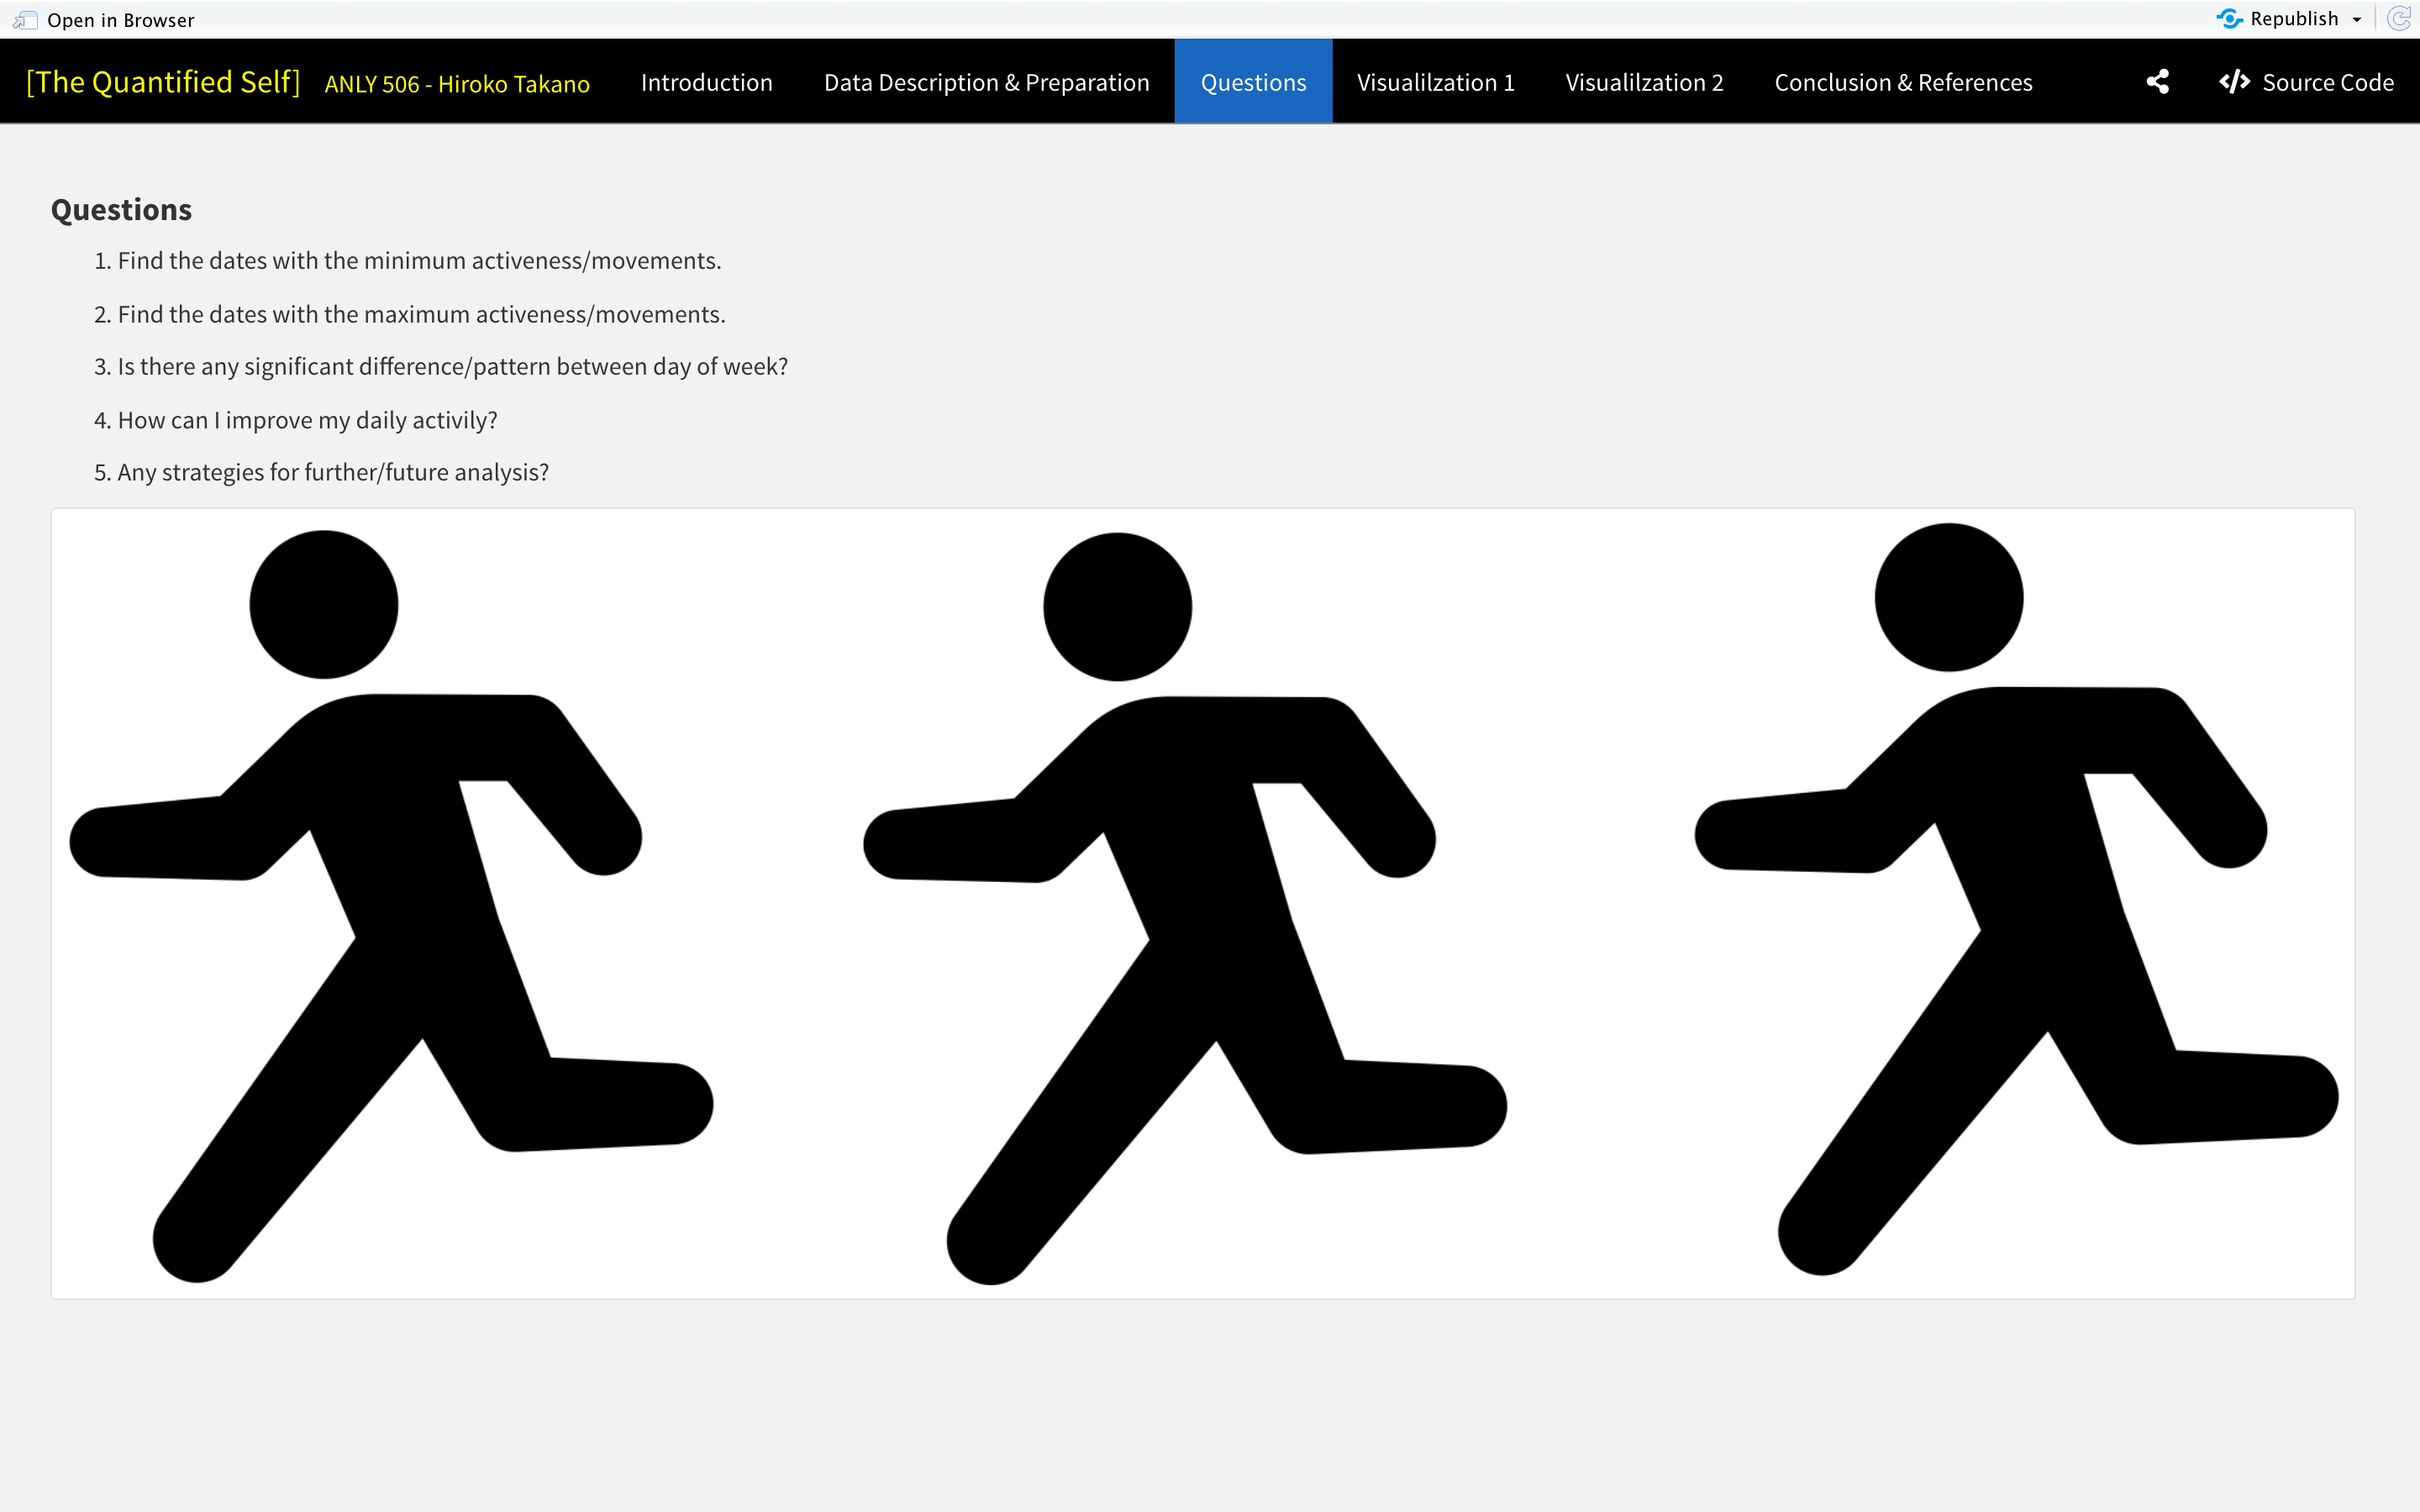 Open in Browser
Republish
[The Quantified Self] ANLY 506 - Hiroko Takano Introduction Data Description & Preparation Questions Visualilzation 1 Visualilzation 2 Conclusion & References Source Code
Questions
1. Find the dates with the minimum activeness/movements.
2. Find the dates with the maximum activeness/movements.
3. Is there any significant difference/pattern between day of week?
4. How can I improve my daily activily?
5. Any strategies for further/future analysis?